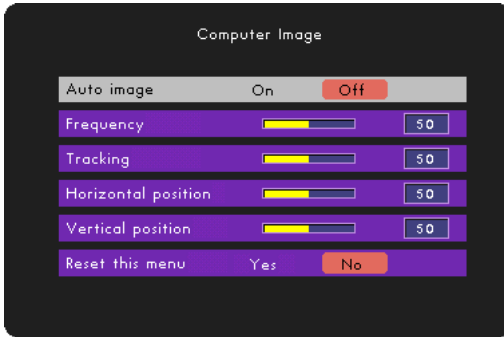 Computer Image
Auto image On Off
Frequency 50
Tracking 50
Horizontal position 50
Vertical position 50
Reset this menu Yes No